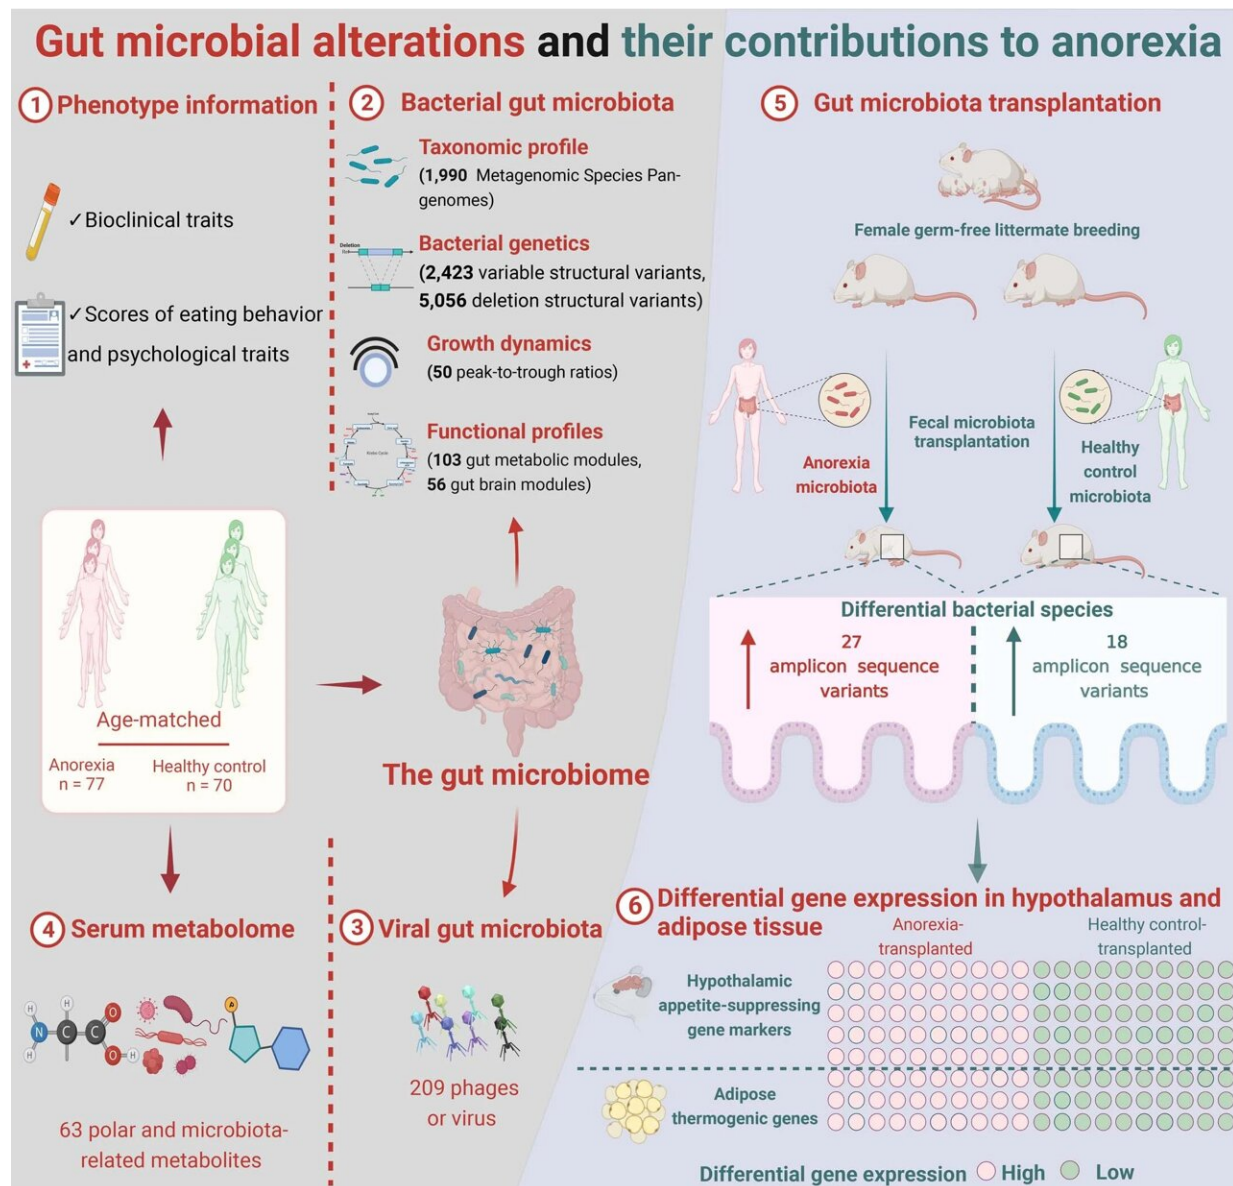 Gut microbial alterations and their contributions to anorexia
1 Phenotype information
✓Bioclinical traits
✓Scores of eating behavior
and psychological traits
Age-matched
Anorexia
n = 77
Healthy control
n = 70
2 Bacterial gut microbiota
Taxonomic profile
(1,990 Metagenomic Species Pan-
genomes)
Deletion
Bacterial genetics
(2,423 variable structural variants,
5,056 deletion structural variants)
Growth dynamics
(50 peak-to-trough ratios)
Functional profiles
(103 gut metabolic modules,
56 gut brain modules)
The gut microbiome
3 Viral gut microbiota
209 phages
or virus
4 Serum metabolome
H
H
N
H
C
C
O
O
H
63 polar and microbiota-
related metabolites
5 Gut microbiota transplantation
Female germ-free littermate breeding
Fecal microbiota
transplantation
Anorexia
microbiota
Healthy
control
microbiota
Differential bacterial species
27
amplicon sequence
variants
18
amplicon sequence
variants
6 Differential gene expression in hypothalamus and
adipose tissue
Anorexia-
transplanted
Healthy control-
transplanted
Hypothalamic
appetite-suppressing
gene markers
Adipose
thermogenic genes
Differential gene expression High Low